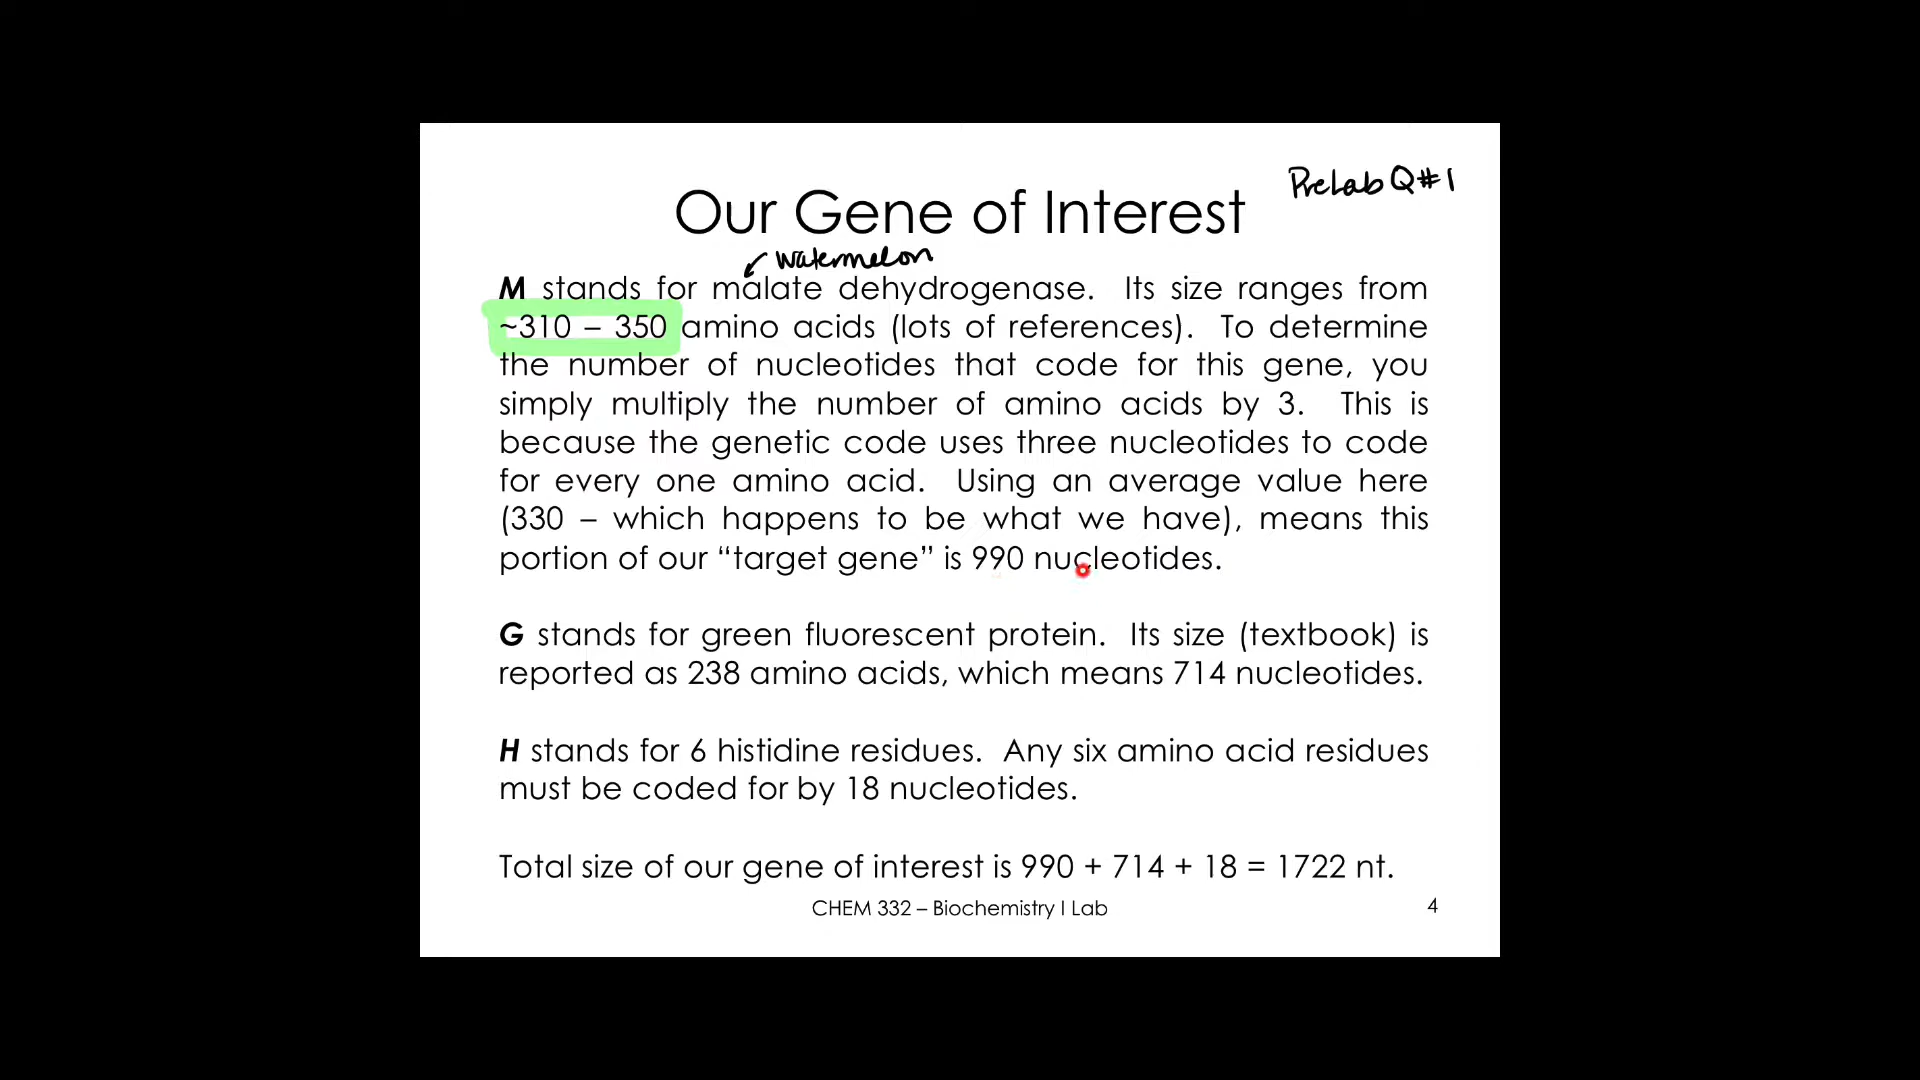 PreLab Q#1
Our Gene of Interest
watermelon
M stands for malate dehydrogenase. Its size ranges from
~310 – 350 amino acids (lots of references). To determine
the number of nucleotides that code for this gene, you
simply multiply the number of amino acids by 3. This is
because the genetic code uses three nucleotides to code
for every one amino acid. Using an average value here
(330 – which happens to be what we have), means this
portion of our “target gene” is 990 nucleotides.
G stands for green fluorescent protein. Its size (textbook) is
reported as 238 amino acids, which means 714 nucleotides.
H stands for 6 histidine residues. Any six amino acid residues
must be coded for by 18 nucleotides.
Total size of our gene of interest is 990 + 714 + 18 = 1722 nt.
CHEM 332 – Biochemistry I Lab
4